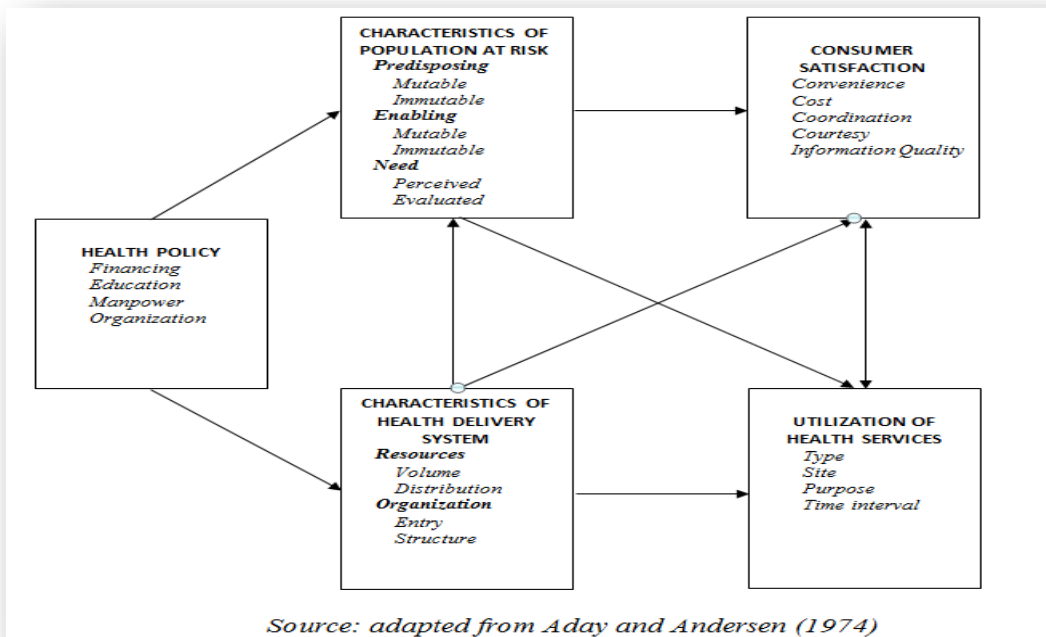 CHARACTERISTICS OF
POPULATION AT RISK
Predisposing
Mutable
Immutable
Enabling
Mutable
Immutable
Need
Perceived
Evaluated
CONSUMER
SATISFACTION
Convenience
Cost
Coordination
Courtesy
Information Quality
HEALTH POLICY
Financing
Education
Manpower
Organization
CHARACTERISTICS OF
HEALTH DELIVERY
SYSTEM
Resources
Volume
Distribution
Organization
Entry
Structure
UTILIZATION OF
HEALTH SERVICES
Type
Site
Purpose
Time interval
Source: adapted from Aday and Andersen (1974)